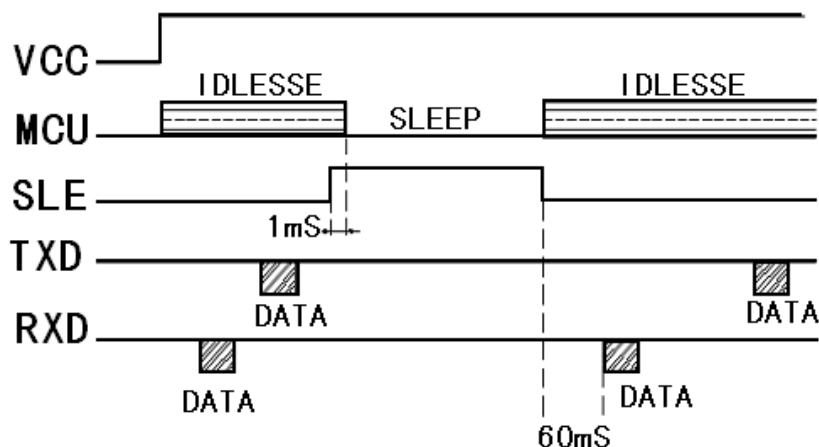 VCC
IDLESSE
IDLESSE
MCU
SLEEP
SLE
1mS
TXD
DATA
DATA
RXD
DATA
DATA
60mS